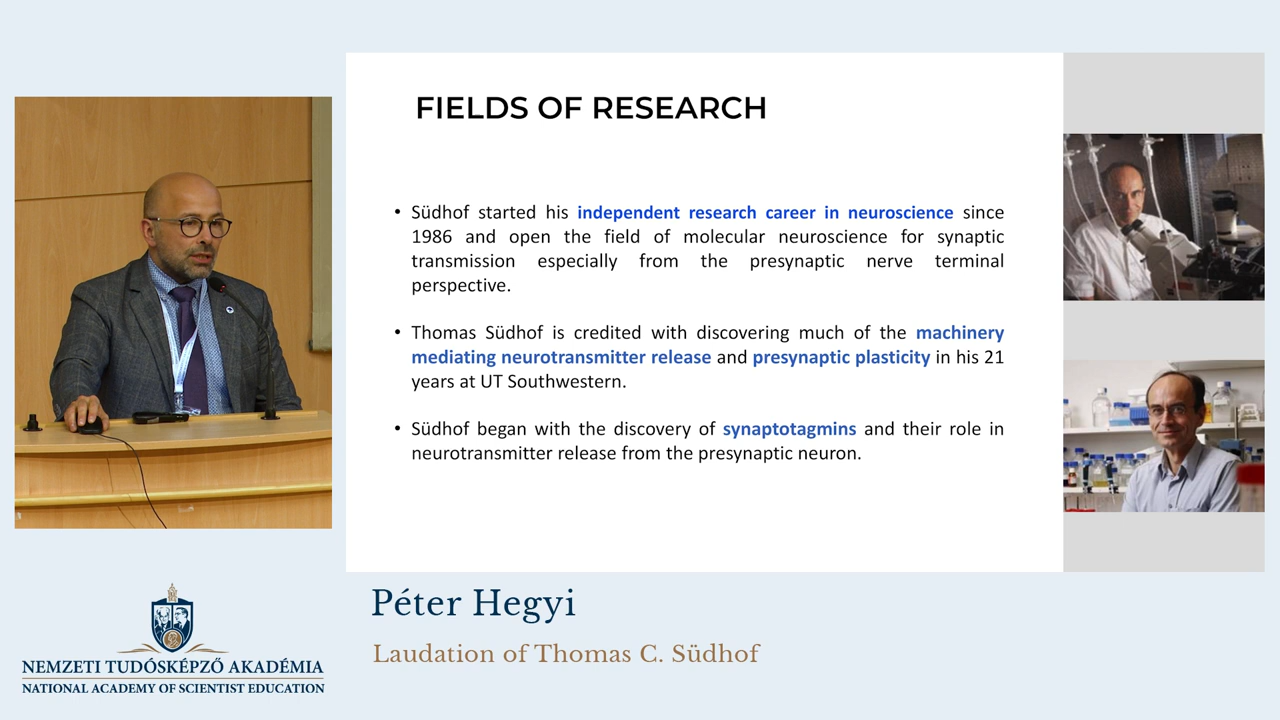 FIELDS OF RESEARCH
• Südhof started his independent research career in neuroscience since
1986 and open the field of molecular neuroscience for synaptic
transmission especially from the presynaptic nerve terminal
perspective.
• Thomas Südhof is credited with discovering much of the machinery
mediating neurotransmitter release and presynaptic plasticity in his 21
years at UT Southwestern.
• Südhof began with the discovery of synaptotagmins and their role in
neurotransmitter release from the presynaptic neuron.
Péter Hegyi
Laudation of Thomas C. Südhof
NEMZETI TUDÓSKÉPZŐ AKADÉMIA
NATIONAL ACADEMY OF SCIENTIST EDUCATION